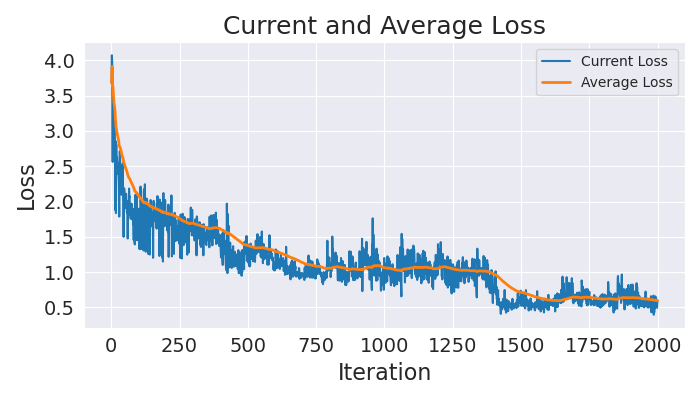 Current and Average Loss
Current Loss
Average Loss
Loss
4.0
3.5
3.0
2.5
2.0
1.5
1.0
0.5
0 250 500 750 1000 1250 1500 1750 2000
Iteration